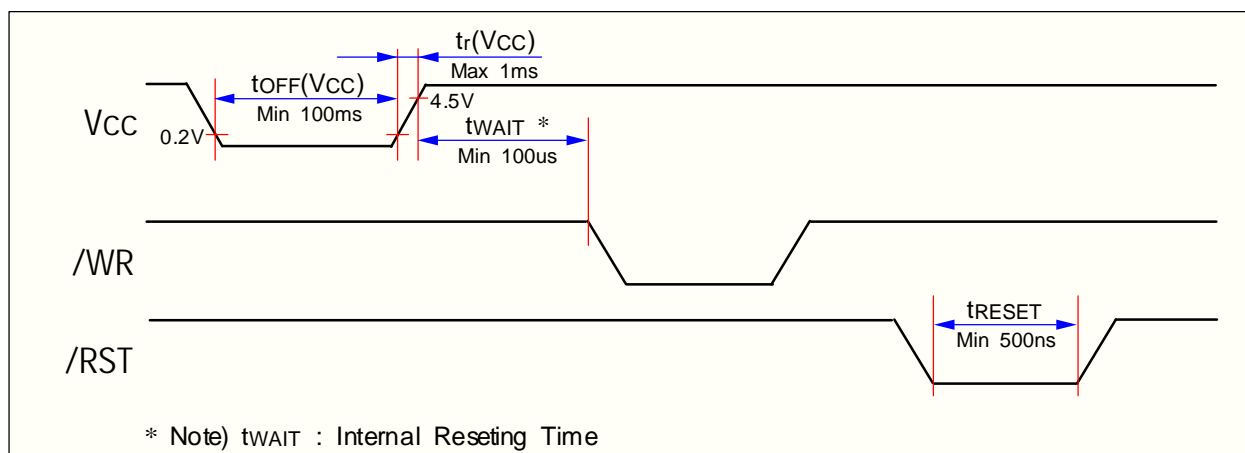 tr(VCC)
Max 1ms
tOFF(VCC)
Min 100ms
4.5V
VCC
0.2V
tWAIT *
Min 100us
/WR
tRESET
Min 500ns
/RST
* Note) tWAIT : Internal Reseting Time